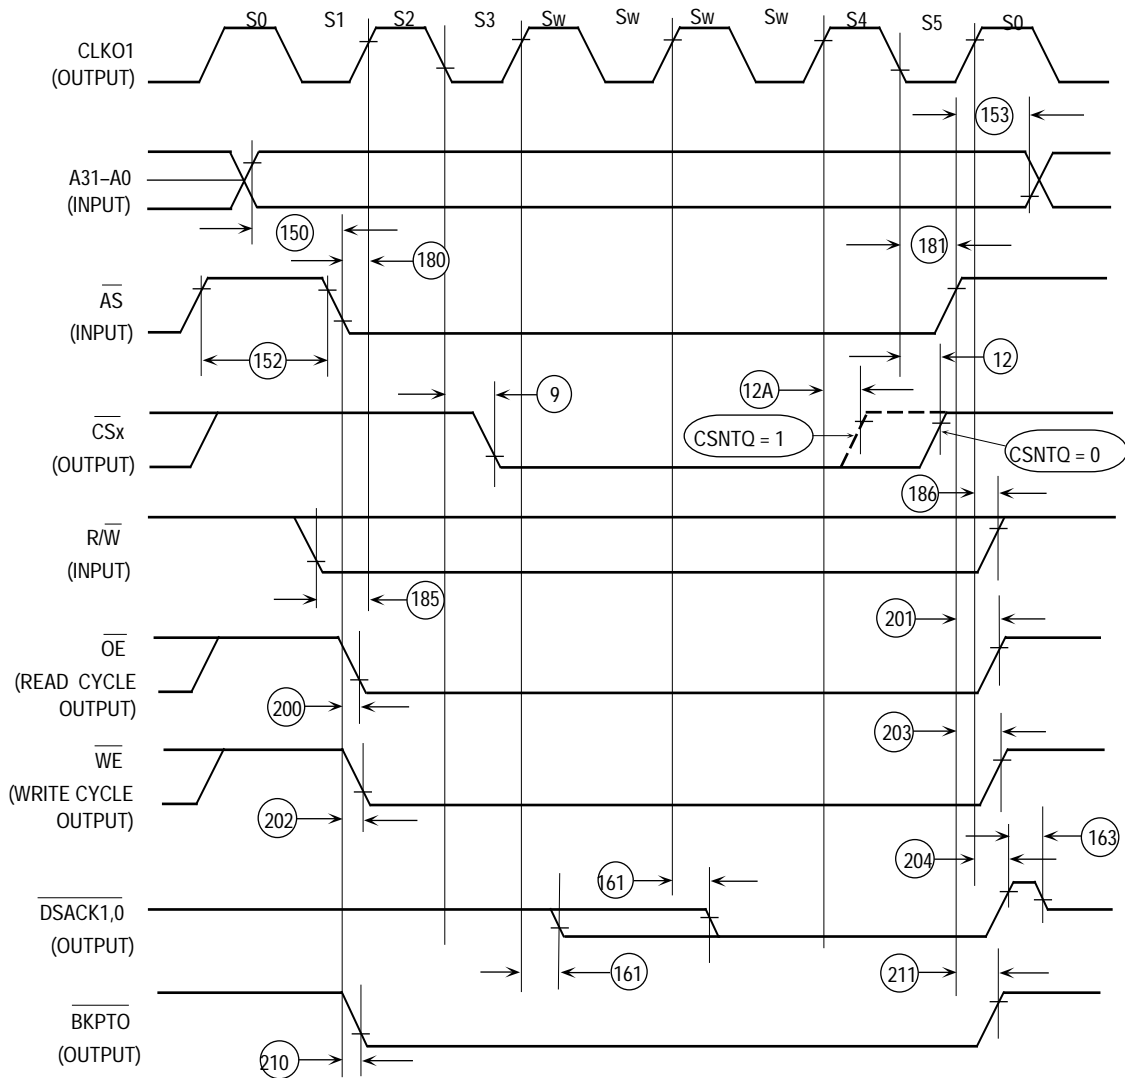 S0 S1 S2 S3 Sw Sw Sw Sw S4 S5 S0
CLKO1
(OUTPUT)
153
A31–A0
(INPUT)
150
180
181
AS
(INPUT)
152
9
12A
12
CSx
(OUTPUT)
CSNTQ = 1
CSNTQ = 0
186
R/W
(INPUT)
185
201
OE
(READ CYCLE
OUTPUT)
200
203
WE
(WRITE CYCLE
OUTPUT)
202
204
163
161
DSACK1,0
(OUTPUT)
161
211
BKPTO
(OUTPUT)
210